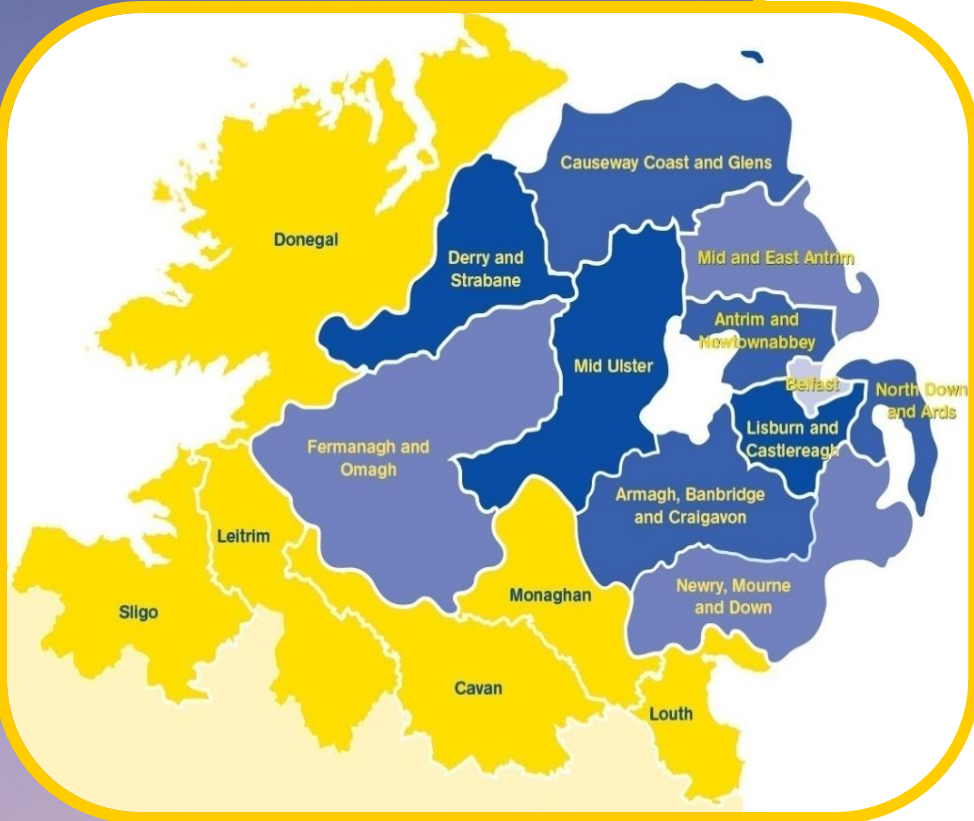 Causeway Coast and Glens
Donegal
Derry and
Strabane
Mid and East Antrim
Antrim and
Newtownabbey
Mid Ulster
Belfast
North Down
and Ards
Lisburn and
Castlereagh
Fermanagh and
Omagh
Armagh, Banbridge
and Craigavon
Leitrim
Monaghan
Newry, Mourne
and Down
Sligo
Cavan
Louth